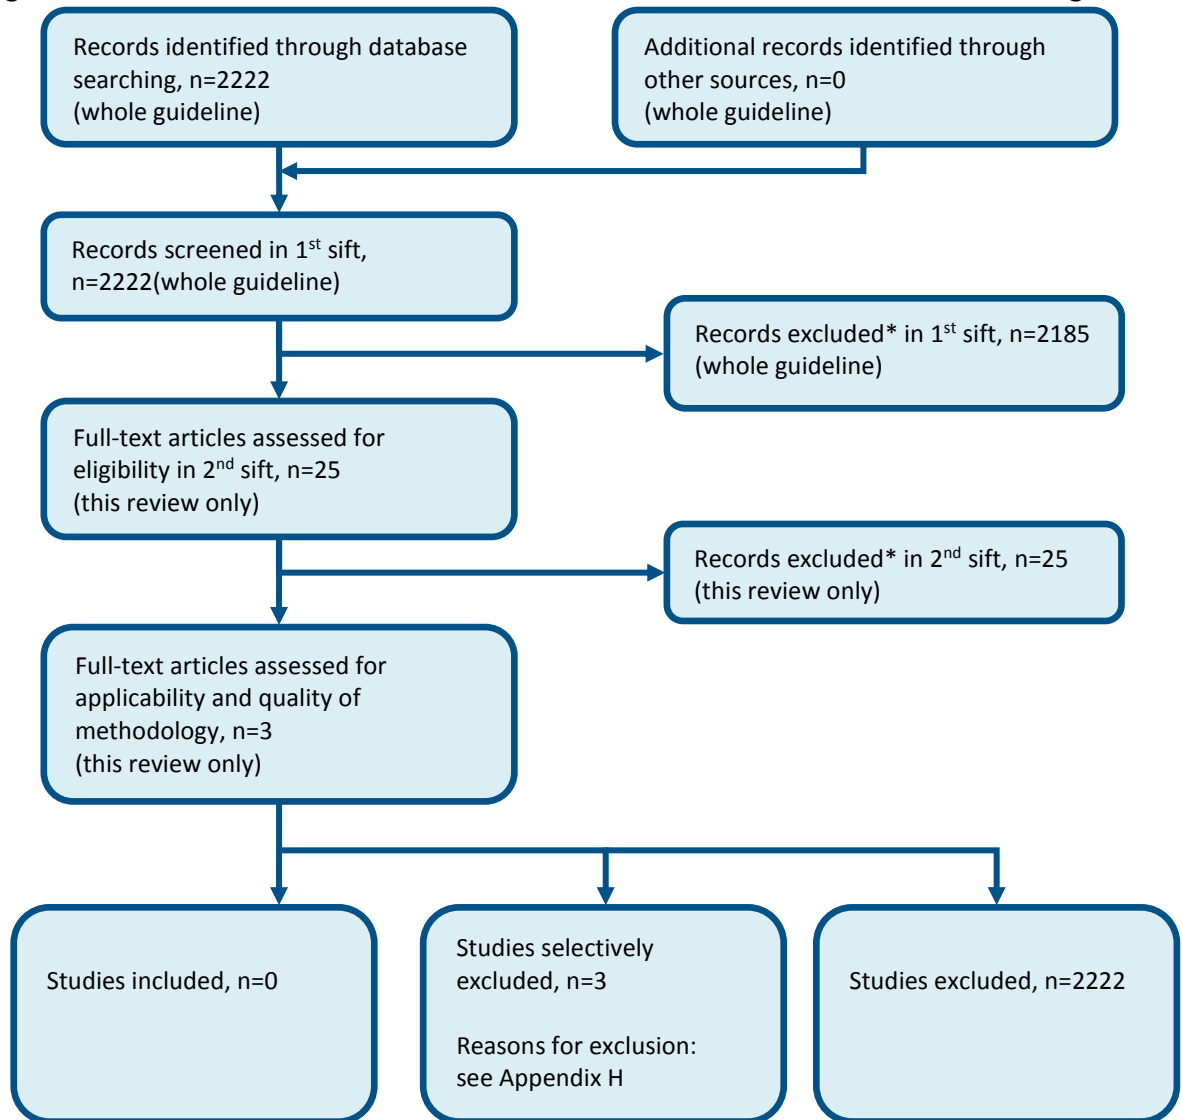 Records identified through database
searching, n=2222
(whole guideline)
Additional records identified through
other sources, n=0
(whole guideline)
Records screened in 1st sift,
n=2222(whole guideline)
Records excluded* in 1st sift, n=2185
(whole guideline)
Full-text articles assessed for
eligibility in 2nd sift, n=25
(this review only)
Records excluded* in 2nd sift, n=25
(this review only)
Full-text articles assessed for
applicability and quality of
methodology, n=3
(this review only)
Studies included, n=0
Studies selectively
excluded, n=3
Reasons for exclusion:
see Appendix H
Studies excluded, n=2222